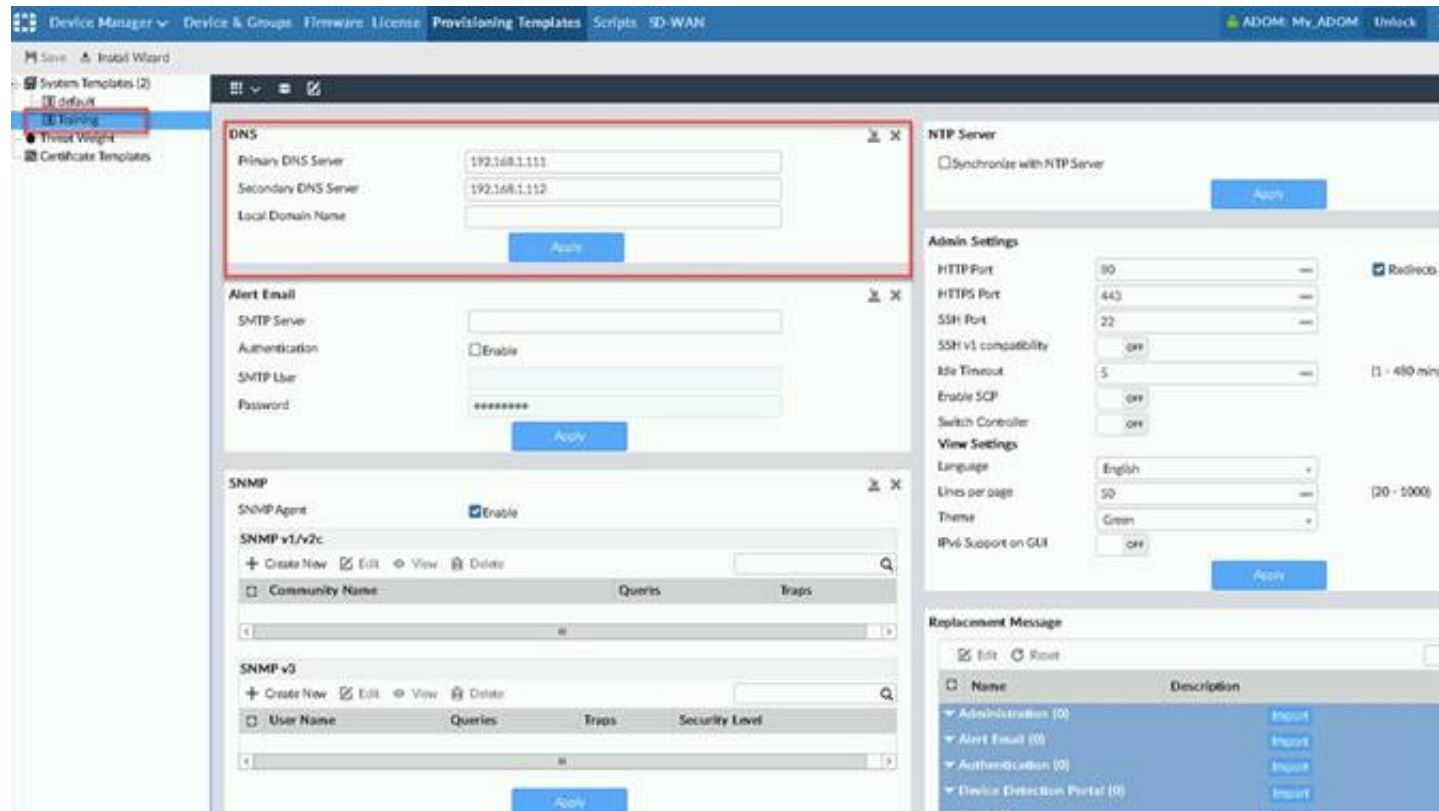 Device Manager Device & Groups Firmware License Provisioning Templates Scripts SD-WAN ADOM: My_ADOM Unlock
Save Install Wizard
System Templates (2)
default
Training
Threat Weight
Certificate Templates
DNS
Primary DNS Server 192.168.1.111
Secondary DNS Server 192.168.1.112
Local Domain Name
Apply
Alert Email
SMTP Server
Authentication Enable
SMTP User
Password ●●●●●●●●
Apply
SNMP
SNMP Agent Enable
SNMP v1/v2c
Create New Edit View Delete
Community Name Queries Traps
SNMP v3
Create New Edit View Delete
User Name Queries Traps Security Level
Apply
NTP Server
Synchronize with NTP Server
Apply
Admin Settings
HTTP Port 80 Redirects
HTTPS Port 443
SSH Port 22
SSH v1 compatibility OFF
Idle Timeout 5 (1 - 480 mins
Enable SCP OFF
Switch Controller OFF
View Settings
Language English
Lines per page 50 (20 - 1000)
Theme Green
IPv6 Support on GUI OFF
Apply
Replacement Message
Edit Reset
Name Description
Administration (0) Import
Alert Email (0) Import
Authentication (0) Import
Device Detection Portal (0) Import